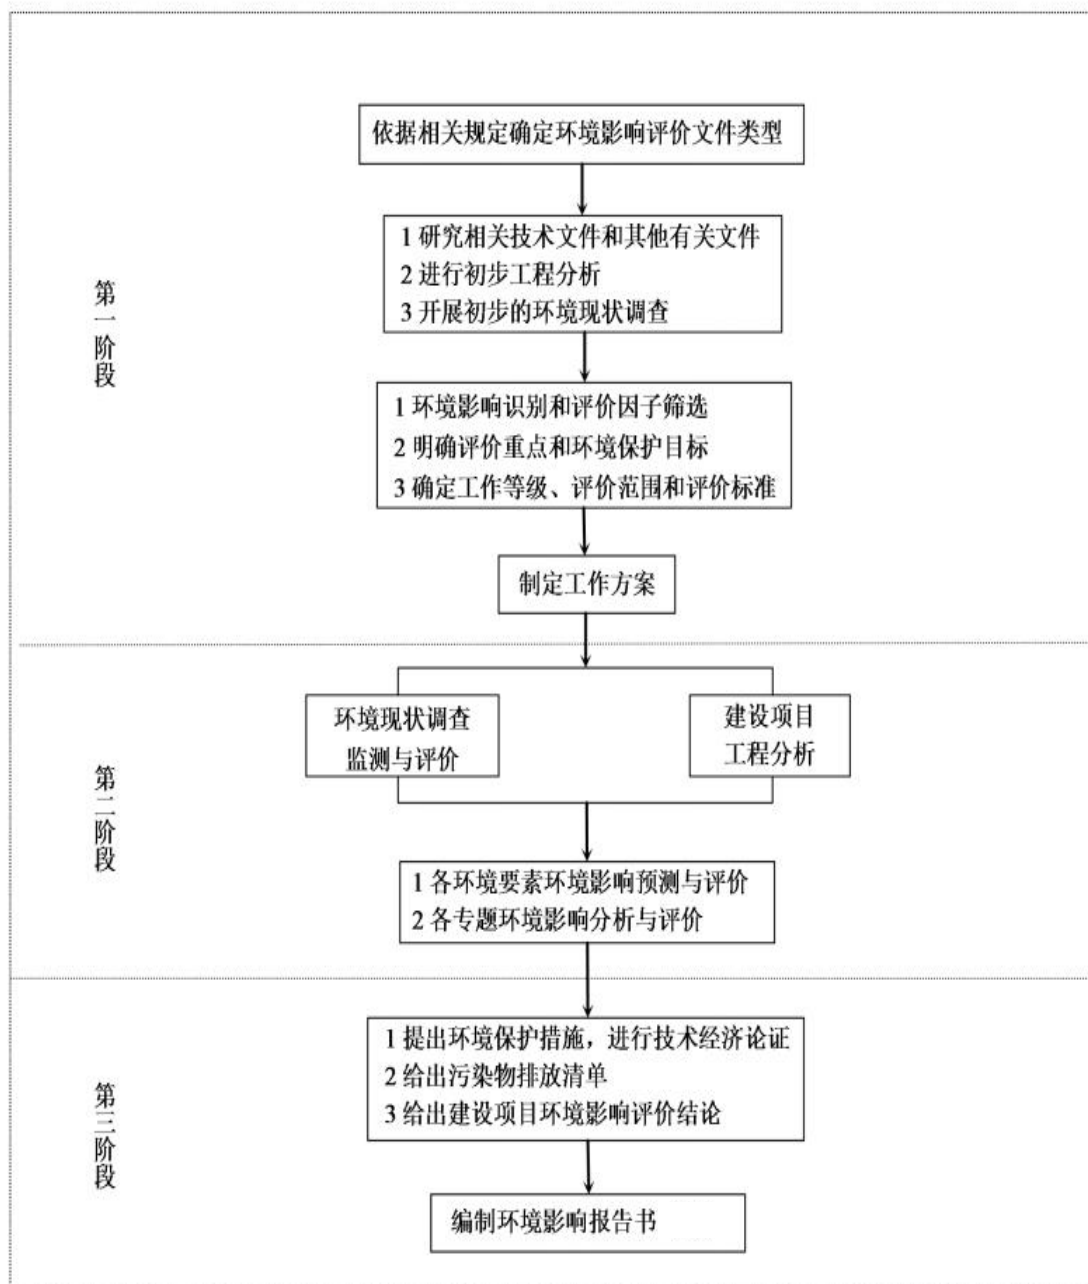 依据相关规定确定环境影响评价文件类型
1 研究相关技术文件和其他有关文件
2 进行初步工程分析
3 开展初步的环境现状调查
第一阶段
1 环境影响识别和评价因子筛选
2 明确评价重点和环境保护目标
3 确定工作等级、评价范围和评价标准
制定工作方案
环境现状调查
监测与评价
建设项目
工程分析
第二阶段
1 各环境要素环境影响预测与评价
2 各专题环境影响分析与评价
1 提出环境保护措施，进行技术经济论证
2 给出污染物排放清单
3 给出建设项目环境影响评价结论
第三阶段
编制环境影响报告书